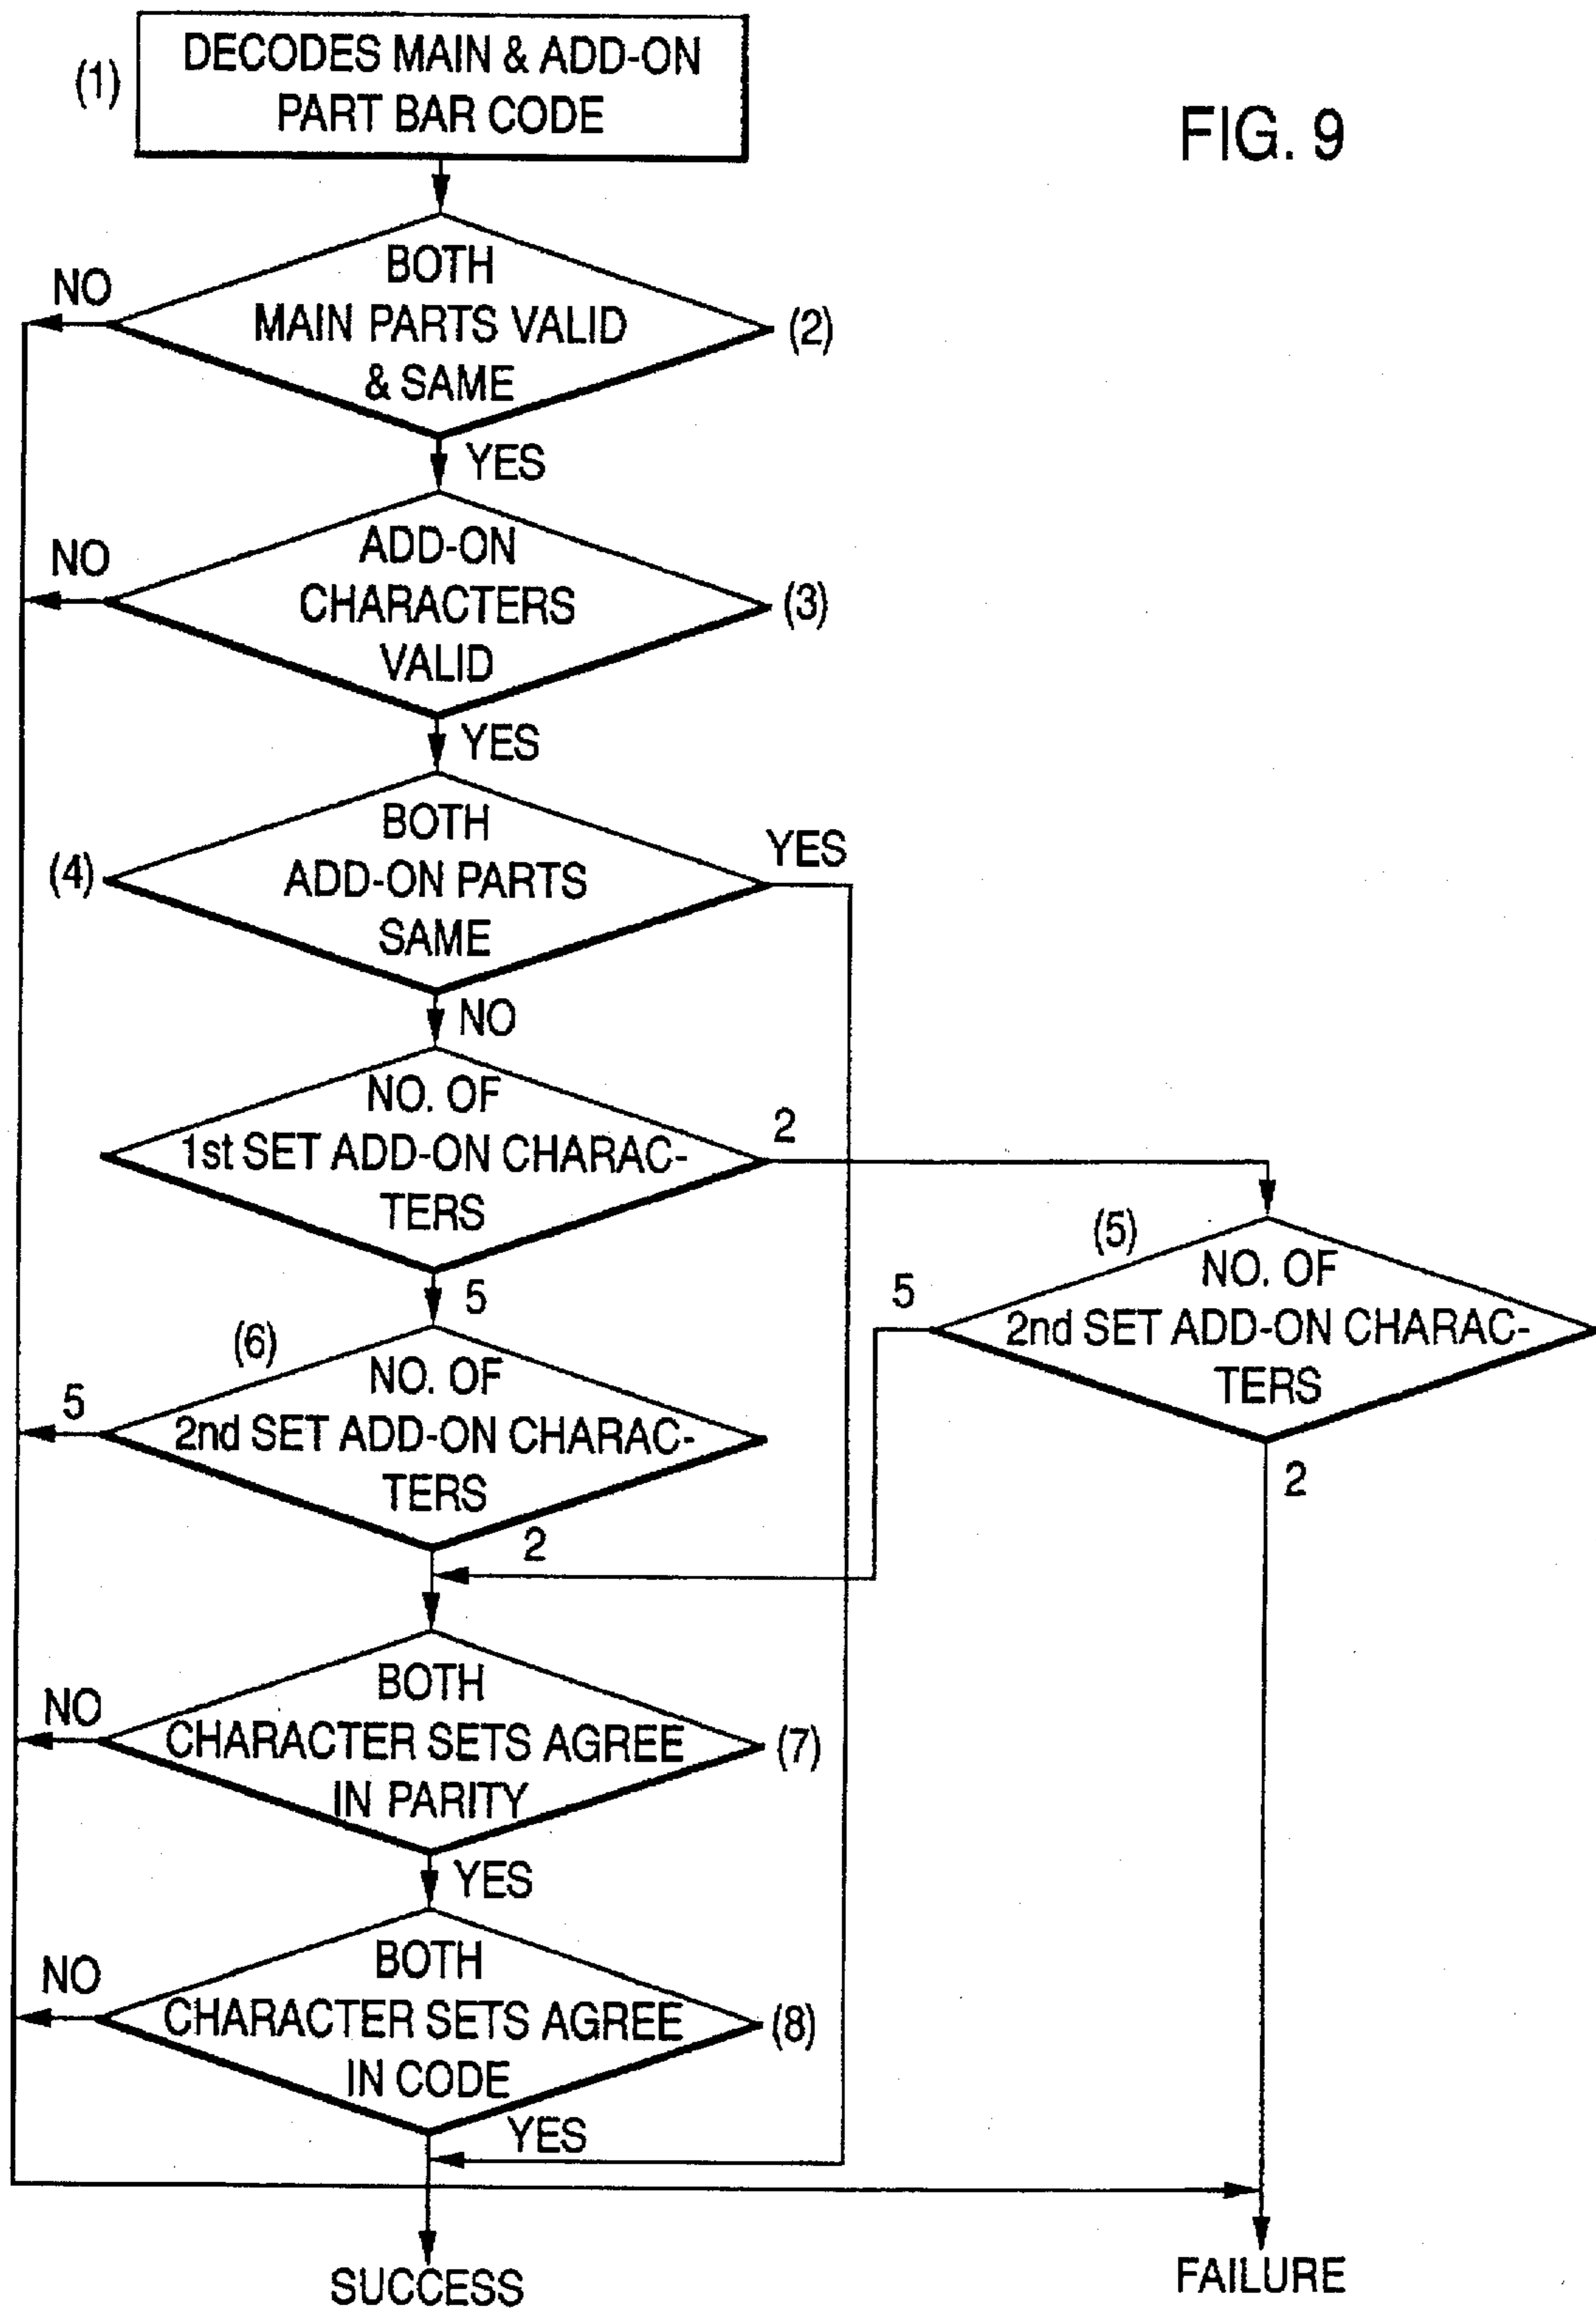 DECODES MAIN & ADD-ON
PART BAR CODE
(1)
FIG. 9
BOTH
MAIN PARTS VALID
& SAME
(2)
NO
YES
ADD-ON
CHARACTERS
VALID
(3)
NO
YES
BOTH
ADD-ON PARTS
SAME
(4)
YES
NO
NO. OF
1st SET ADD-ON CHARAC-
TERS
2
5
(5)
NO. OF
2nd SET ADD-ON CHARAC-
TERS
5
2
(6)
NO. OF
2nd SET ADD-ON CHARAC-
TERS
5
2
BOTH
CHARACTER SETS AGREE
IN PARITY
(7)
NO
YES
BOTH
CHARACTER SETS AGREE
IN CODE
(8)
NO
YES
SUCCESS
FAILURE